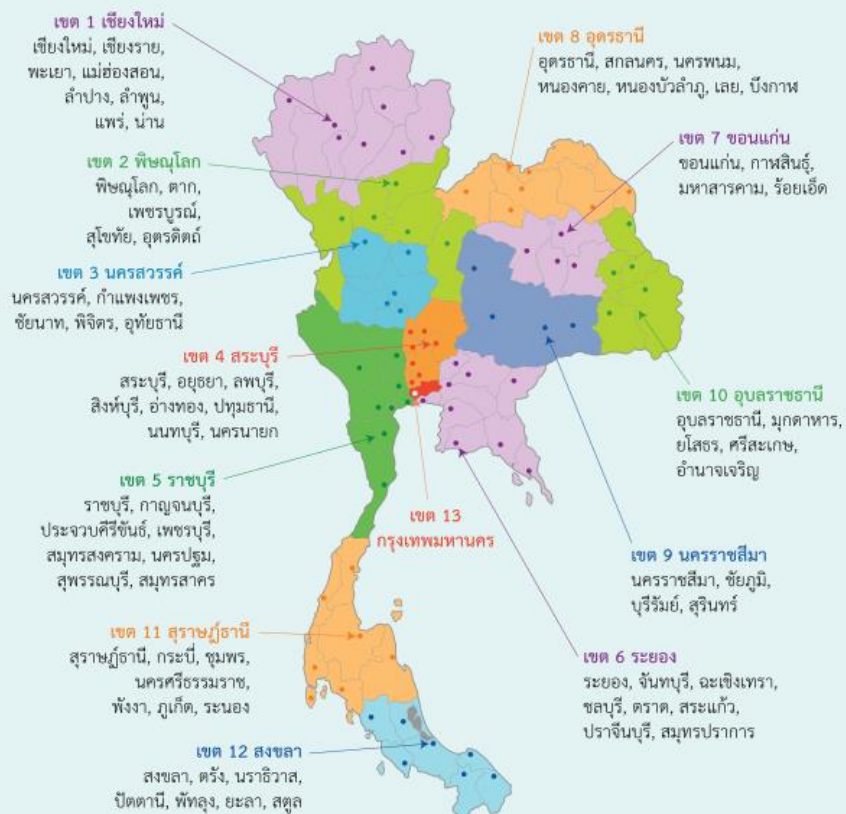 เขต 1 เชียงใหม่
เชียงใหม่, เชียงราย,
พะเยา, แม่ฮ่องสอน,
ลำปาง, ลำพูน,
แพร่, น่าน
เขต 8 อุดรธานี
อุดรธานี, สกลนคร, นครพนม,
หนองคาย, หนองบัวลำภู, เลย, บึงกาฬ
เขต 7 ขอนแก่น
ขอนแก่น, กาฬสินธุ์,
มหาสารคาม, ร้อยเอ็ด
เขต 2 พิษณุโลก
พิษณุโลก, ตาก,
เพชรบูรณ์,
สุโขทัย, อุตรดิตถ์
เขต 3 นครสวรรค์
นครสวรรค์, กำแพงเพชร,
ชัยนาท, พิจิตร, อุทัยธานี
เขต 4 สระบุรี
สระบุรี, อยุธยา, ลพบุรี,
สิงห์บุรี, อ่างทอง, ปทุมธานี,
นนทบุรี, นครนายก
เขต 10 อุบลราชธานี
อุบลราชธานี, มุกดาหาร,
ยโสธร, ศรีสะเกษ,
อำนาจเจริญ
เขต 5 ราชบุรี
ราชบุรี, กาญจนบุรี,
ประจวบคีรีขันธ์, เพชรบุรี,
สมุทรสงคราม, นครปฐม,
สุพรรณบุรี, สมุทรสาคร
เขต 13
กรุงเทพมหานคร
เขต 9 นครราชสีมา
นครราชสีมา, ชัยภูมิ,
บุรีรัมย์, สุรินทร์
เขต 11 สุราษฎ์ธานี
สุราษฎ์ธานี, กระบี่, ชุมพร,
นครศรีธรรมราช,
พังงา, ภูเก็ต, ระนอง
เขต 6 ระยอง
ระยอง, จันทบุรี, ฉะเชิงเทรา,
ชลบุรี, ตราด, สระแก้ว,
ปราจีนบุรี, สมุทรปราการ
เขต 12 สงขลา
สงขลา, ตรัง, นราธิวาส,
ปัตตานี, พัทลุง, ยะลา, สตูล